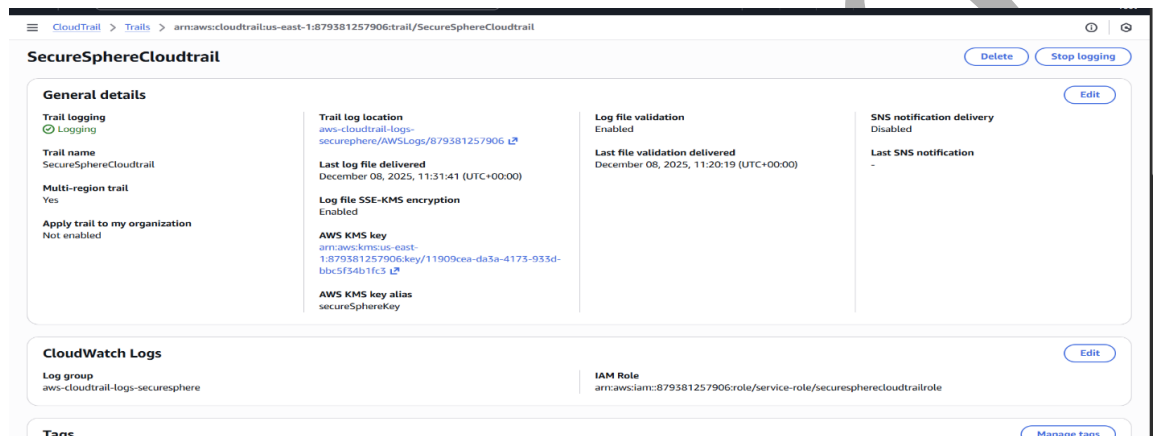 CloudTrail > Trails > arn:aws:cloudtrail:us-east-1:879381257906:trail/SecureSphereCloudtrail
SecureSphereCloudtrail
Delete
Stop logging
General details
Edit
Trail logging
Logging
Trail name
SecureSphereCloudtrail
Multi-region trail
Yes
Apply trail to my organization
Not enabled
Trail log location
aws-cloudtrail-logs-
securephere/AWSLogs/879381257906
Last log file delivered
December 08, 2025, 11:31:41 (UTC+00:00)
Log file SSE-KMS encryption
Enabled
AWS KMS key
arn:aws:kms:us-east-
1:879381257906:key/11909cea-da3a-4173-933d-
bbc5f34b1fc3
AWS KMS key alias
secureSphereKey
Log file validation
Enabled
Last file validation delivered
December 08, 2025, 11:20:19 (UTC+00:00)
SNS notification delivery
Disabled
Last SNS notification
-
CloudWatch Logs
Edit
Log group
aws-cloudtrail-logs-securesphere
IAM Role
arn:aws:iam::879381257906:role/service-role/securespherecloudtrailrole
Tags
Manage tags